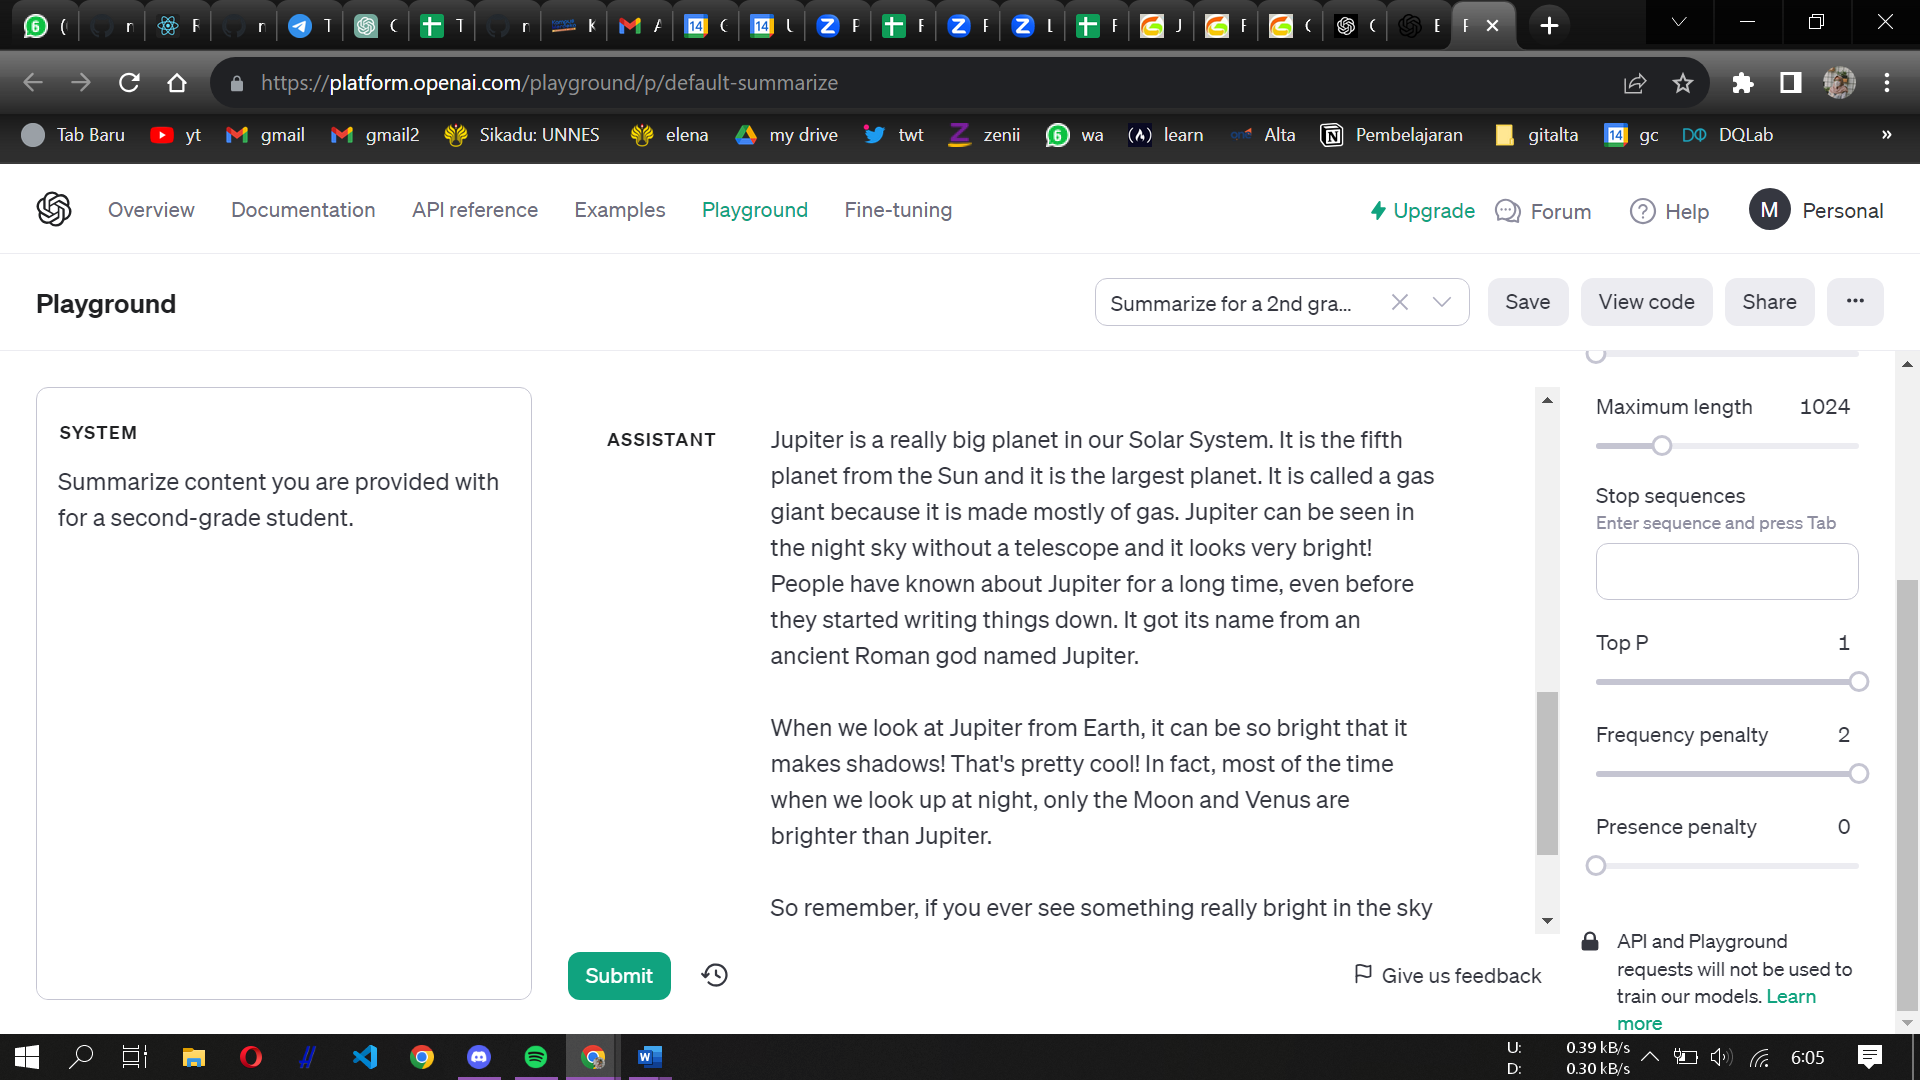 https://platform.openai.com/playground/p/default-summarize
Tab Baru
yt
gmail
gmail2
Sikadu: UNNES
elena
my drive
twt
zenii
wa
learn
Alta
Pembelajaran
gitalta
gc
DQLab
»
Overview
Documentation
API reference
Examples
Playground
Fine-tuning
Upgrade
Forum
Help
M
Personal
Playground
Summarize for a 2nd gra...
Save
View code
Share
...
SYSTEM
Summarize content you are provided with
for a second-grade student.
ASSISTANT
Jupiter is a really big planet in our Solar System. It is the fifth
planet from the Sun and it is the largest planet. It is called a gas
giant because it is made mostly of gas. Jupiter can be seen in
the night sky without a telescope and it looks very bright!
People have known about Jupiter for a long time, even before
they started writing things down. It got its name from an
ancient Roman god named Jupiter.
When we look at Jupiter from Earth, it can be so bright that it
makes shadows! That's pretty cool! In fact, most of the time
when we look up at night, only the Moon and Venus are
brighter than Jupiter.
So remember, if you ever see something really bright in the sky
Submit
Give us feedback
Maximum length 1024
Stop sequences
Enter sequence and press Tab
Top P 1
Frequency penalty 2
Presence penalty 0
API and Playground
requests will not be used to
train our models. Learn
more
U: 0.39 kB/s
D: 0.30 kB/s
6:05